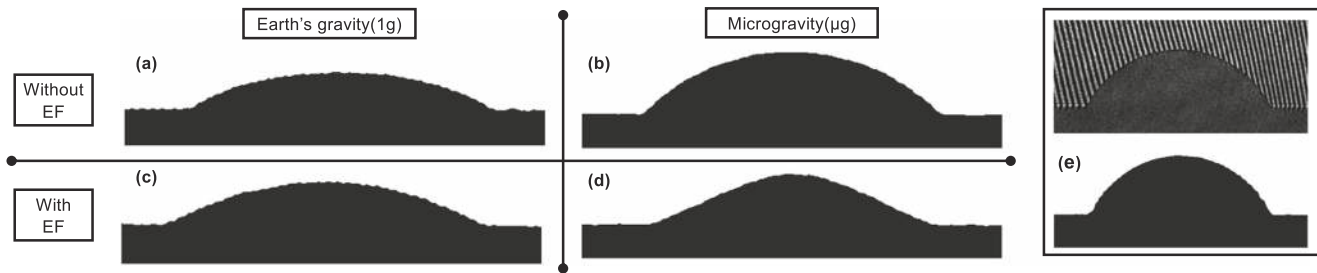 Earth's gravity(1g)
Microgravity(μg)
Without
EF
(a)
(b)
With
EF
(c)
(d)
(e)